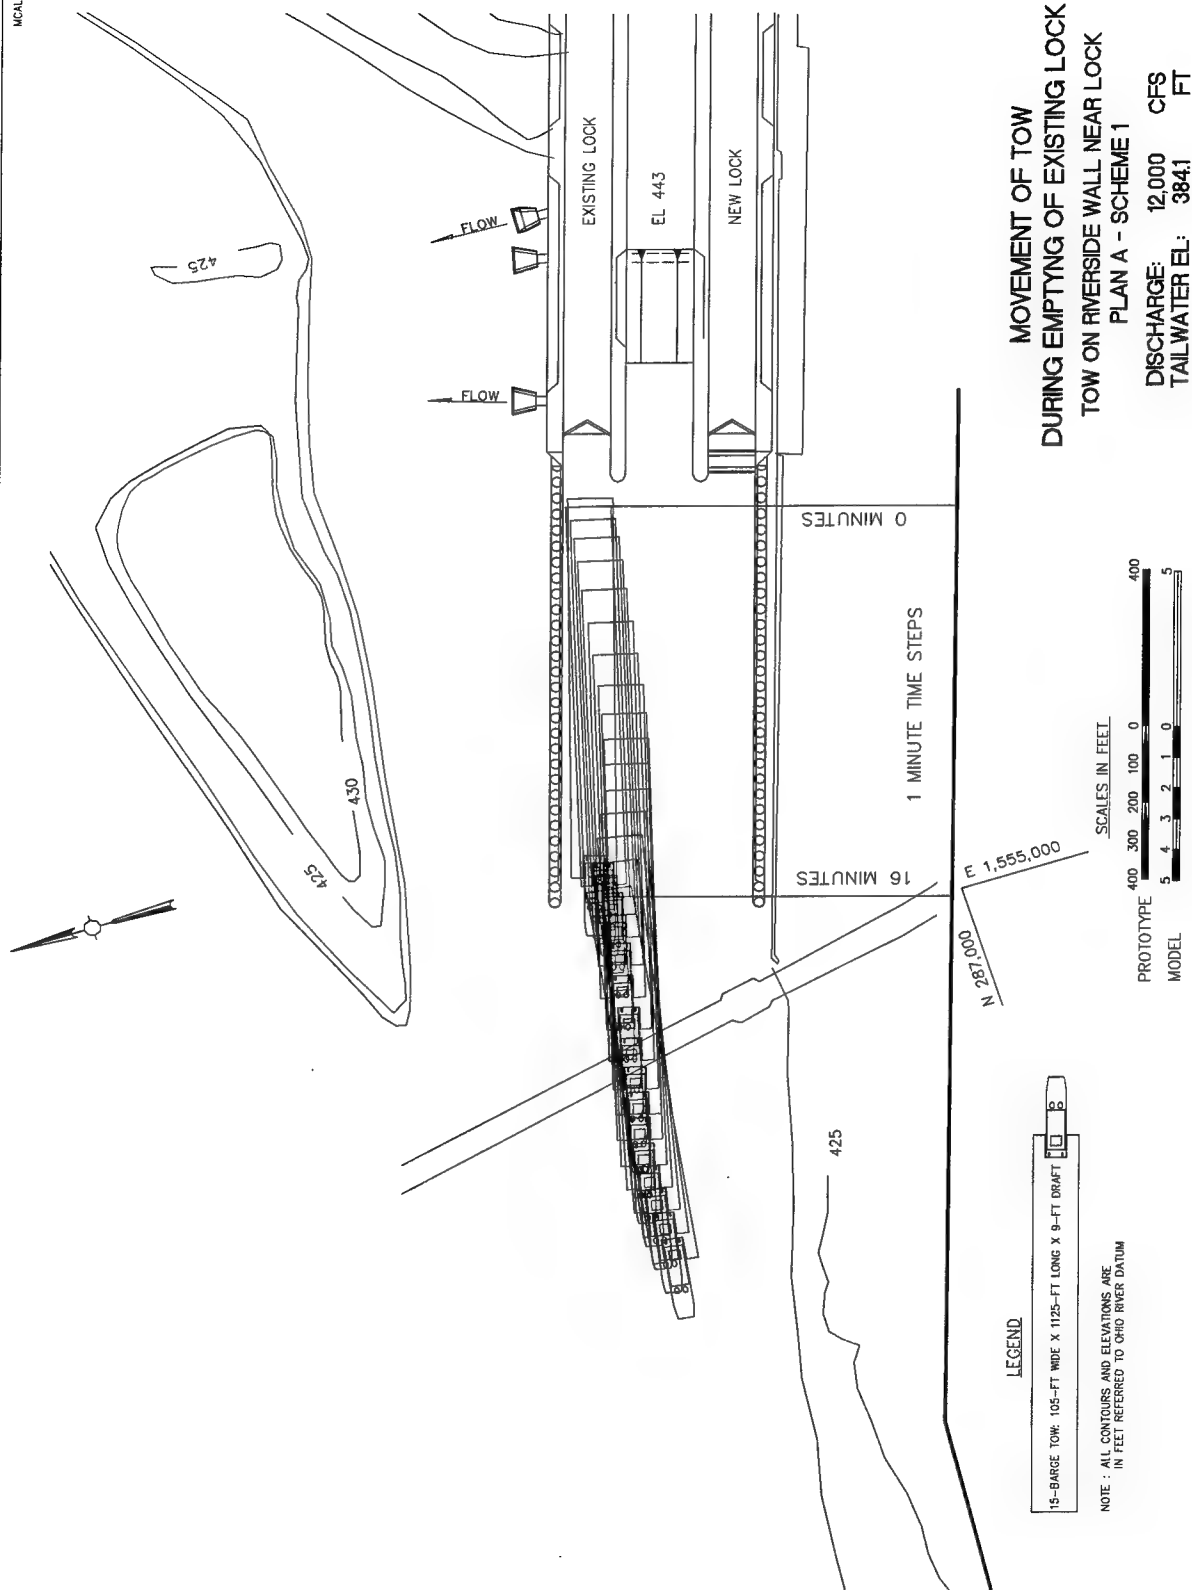 MCAL
FLOW
FLOW
EXISTING LOCK
EL 443
NEW LOCK
425
430
425
0 MINUTES
1 MINUTE TIME STEPS
16 MINUTES
E 1,555,000
N 287,000
425
MOVEMENT OF TOW
DURING EMPTYNG OF EXISTING LOCK
TOW ON RIVERSIDE WALL NEAR LOCK
PLAN A - SCHEME 1
DISCHARGE: 12,000 CFS
TAILWATER EL: 384.1 FT
SCALES IN FEET
PROTOTYPE 400 300 200 100 0 400
MODEL 5 4 3 2 1 0 5
LEGEND
15-BARGE TOW: 105-FT WIDE X 1125-FT LONG X 9-FT DRAFT
NOTE : ALL CONTOURS AND ELEVATIONS ARE
IN FEET REFERRED TO OHIO RIVER DATUM